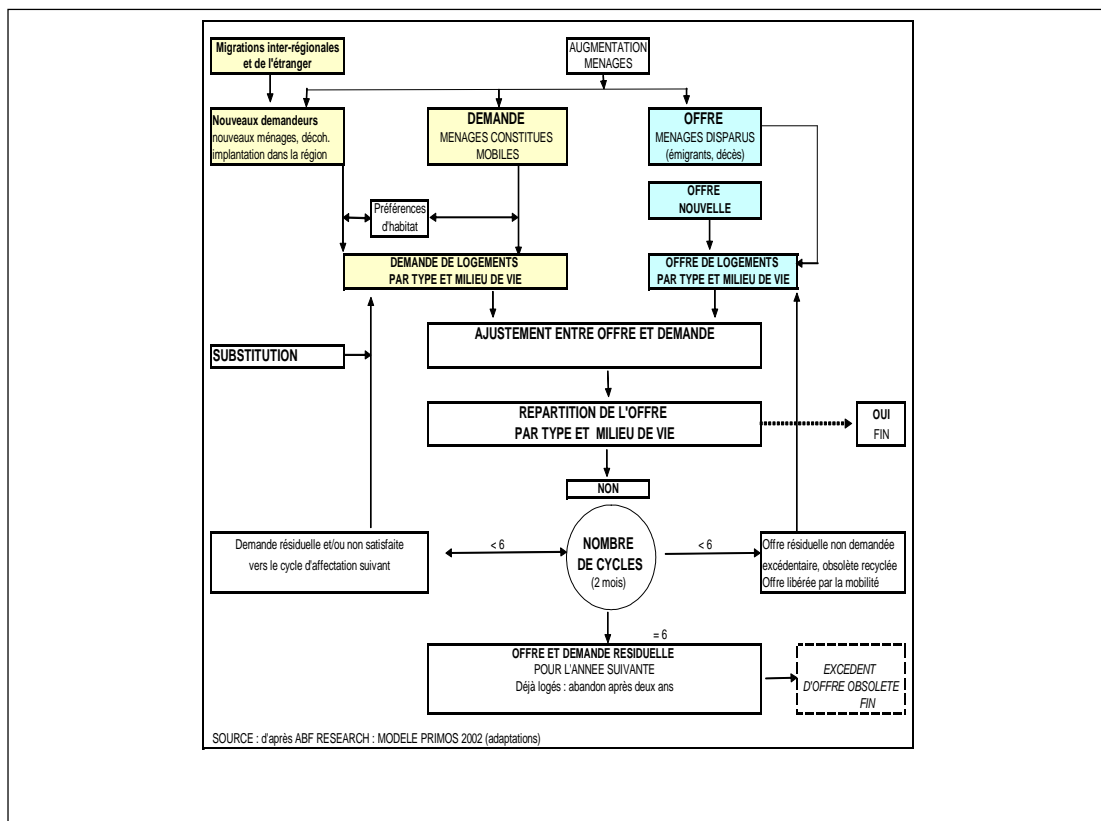 Migrations inter-régionales
et de l'étranger
AUGMENTATION
MENAGES
Nouveaux demandeurs
nouveaux ménages, décoh.
implantation dans la région
DEMANDE
MENAGES CONSTITUES
MOBILES
OFFRE
MENAGES DISPARUS
(émigrants, décès)
Préférences
d'habitat
OFFRE
NOUVELLE
DEMANDE DE LOGEMENTS
PAR TYPE ET MILIEU DE VIE
OFFRE DE LOGEMENTS
PAR TYPE ET MILIEU DE VIE
AJUSTEMENT ENTRE OFFRE ET DEMANDE
SUBSTITUTION
REPARTITION DE L'OFFRE
PAR TYPE ET MILIEU DE VIE
OUI
FIN
NON
Demande résiduelle et/ou non satisfaite
vers le cycle d'affectation suivant
< 6
NOMBRE
DE CYCLES
(2 mois)
< 6
Offre résiduelle non demandée
excédentaire, obsolète recyclée
Offre libérée par la mobilité
= 6
OFFRE ET DEMANDE RESIDUELLE
POUR L'ANNEE SUIVANTE
Déjà logés : abandon après deux ans
EXCEDENT
D'OFFRE OBSOLETE
FIN
SOURCE : d'après ABF RESEARCH : MODELE PRIMOS 2002 (adaptations)